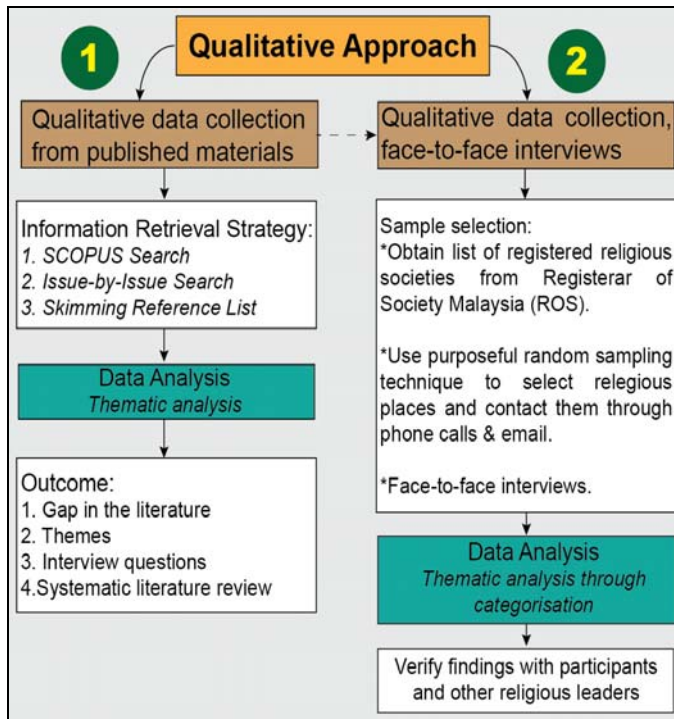 Qualitative Approach
1
2
Qualitative data collection
from published materials
Information Retrieval Strategy:
1. SCOPUS Search
2. Issue-by-Issue Search
3. Skimming Reference List
Data Analysis
Thematic analysis
Outcome:
1. Gap in the literature
2. Themes
3. Interview questions
4.Systematic literature review
Qualitative data collection,
face-to-face interviews
Sample selection:
*Obtain list of registered religious
societies from Registerar of
Society Malaysia (ROS).
*Use purposeful random sampling
technique to select relegious
places and contact them through
phone calls & email.
*Face-to-face interviews.
Data Analysis
Thematic analysis through
categorisation
Verify findings with participants
and other religious leaders